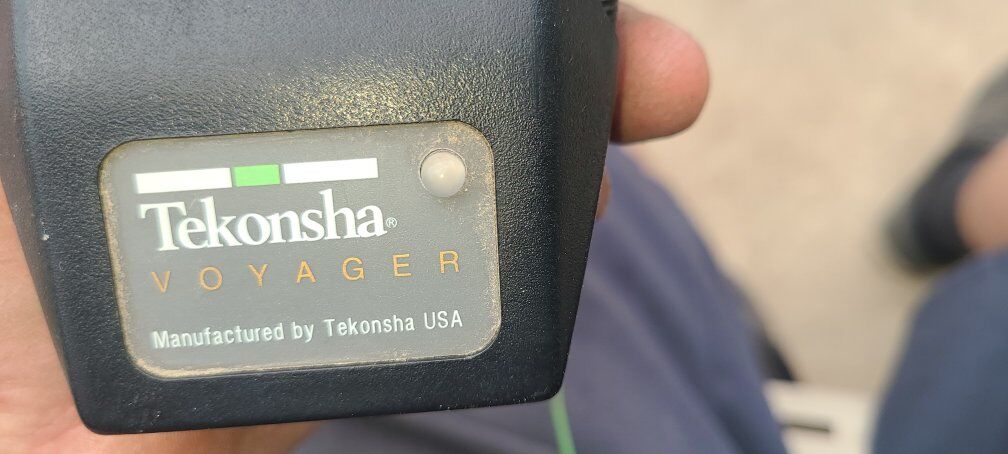 Tekonsha®
VOYAGER
Manufactured by Tekonsha USA